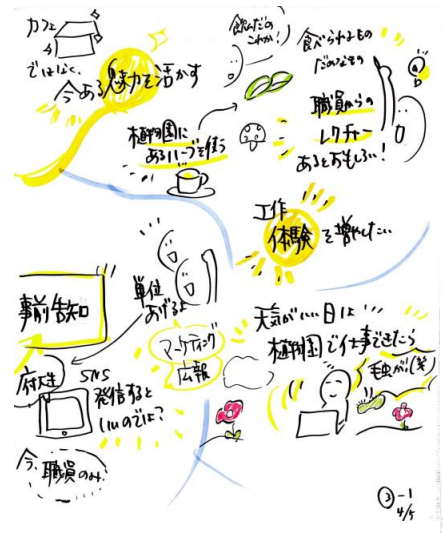 カフェ
ではなく、
今ある魅力を活かす
飲んだの
これか!
食べられるもの
だめなもの
職員からの
レクチャー
あるとおもしろい!
植物園に
あるハーブを使う
工作
体験を増やしたい
事前告知
単位
あげるよ
マーケティング
広報
府大生
SNS
発信すると
いいのでは?
今、職員のみ
天気がいい日は
植物園で仕事できたら
毛虫が(笑)
③-1
4/5